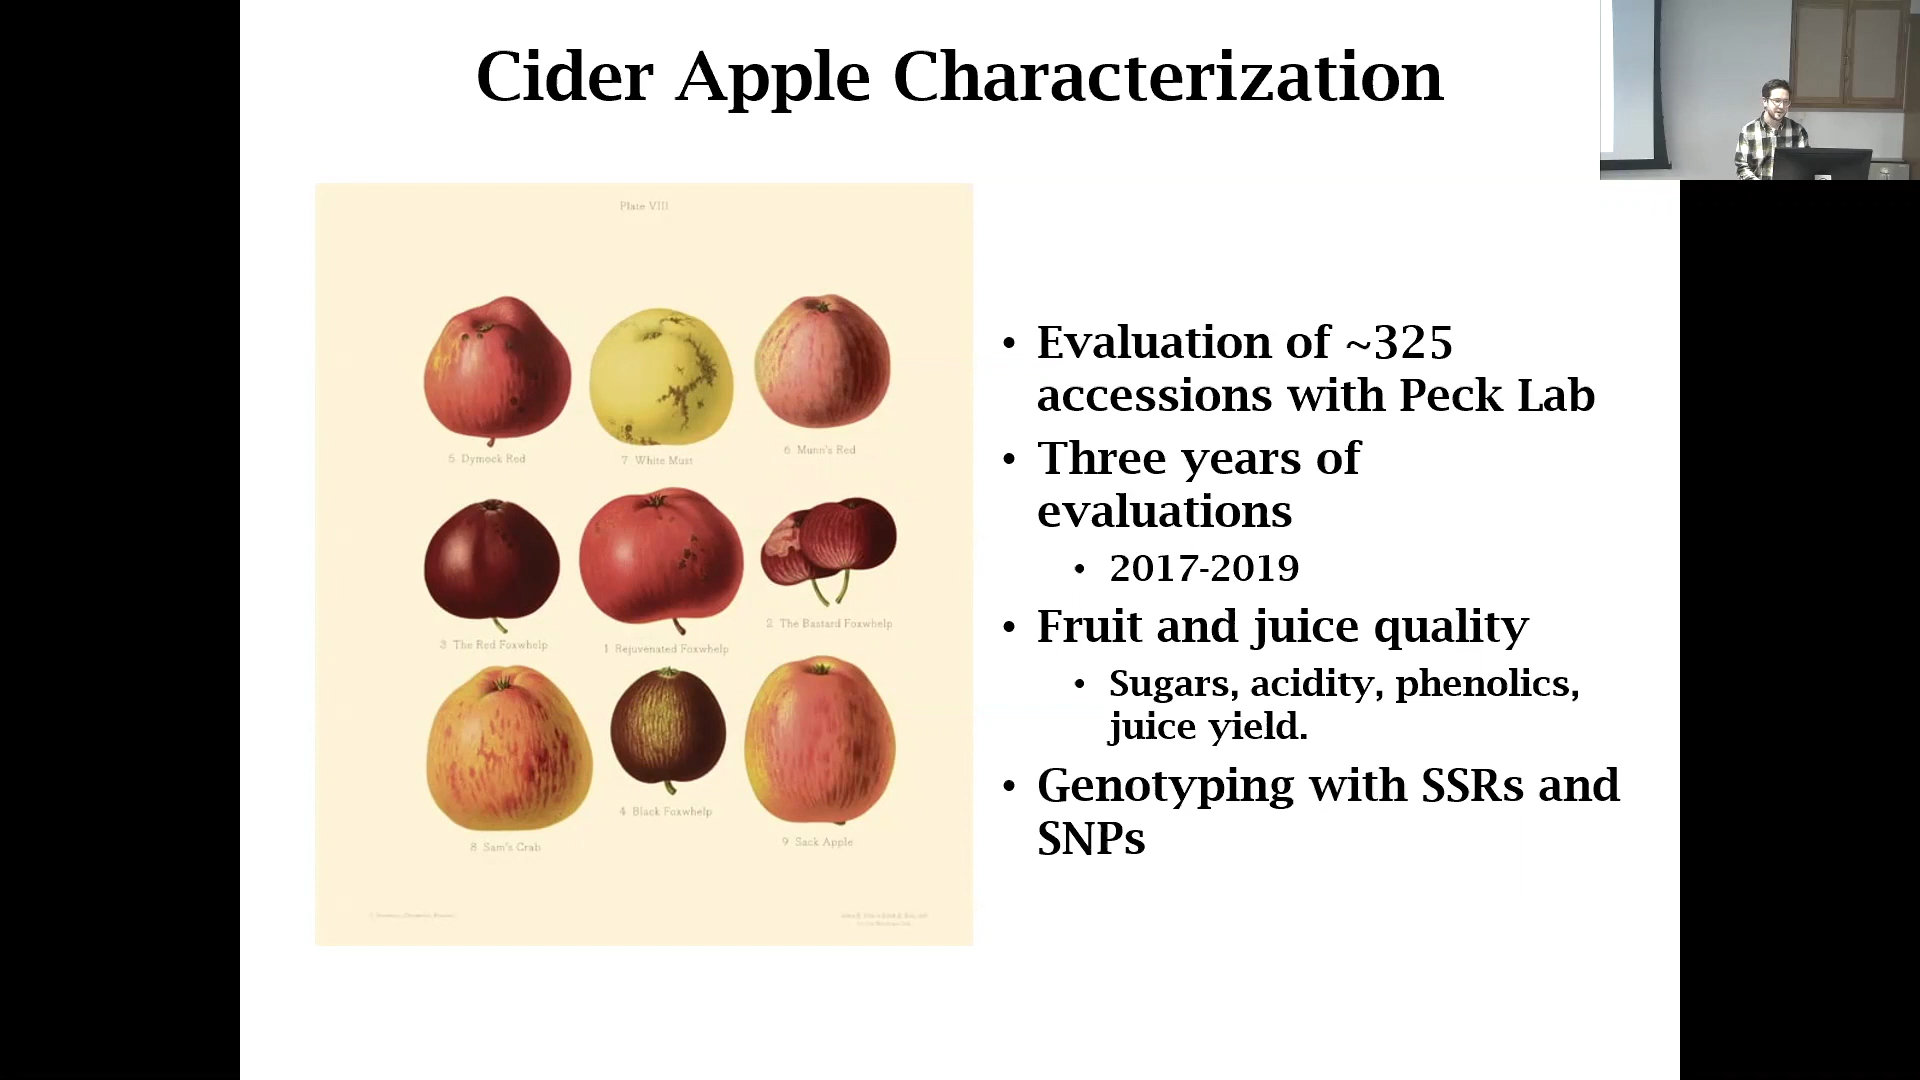 Cider Apple Characterization
Plate VIII
5 Dymock Red
7 White Must
6 Munn's Red
3 The Red Foxwhelp
1 Rejuvenated Foxwhelp
2 The Bastard Foxwhelp
8 Sam's Crab
4 Black Foxwhelp
9 Sack Apple
• Evaluation of ~325
accessions with Peck Lab
• Three years of
evaluations
• 2017-2019
• Fruit and juice quality
• Sugars, acidity, phenolics,
juice yield.
• Genotyping with SSRs and
SNPs